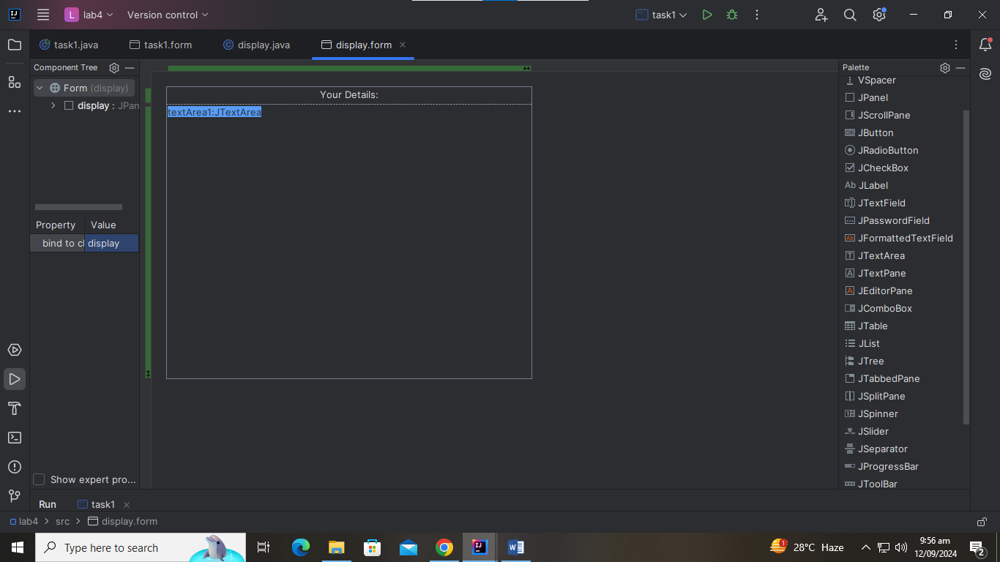 L lab4 Version control task1
task1.java task1.form display.java display.form
Component Tree
Form (display)
display : JPan
Property Value
bind to cl display
Show expert pro...
Your Details:
textArea1:JTextArea
Palette
VSpacer
JPanel
JScrollPane
JButton
JRadioButton
JCheckBox
Ab JLabel
JTextField
JPasswordField
JFormattedTextField
JTextArea
JTextPane
JEditorPane
JComboBox
JTable
JList
JTree
JTabbedPane
JSplitPane
JSpinner
JSlider
JSeparator
JProgressBar
JToolBar
Run task1
lab4 > src > display.form
Type here to search
28°C Haze
9:56 am
12/09/2024
2